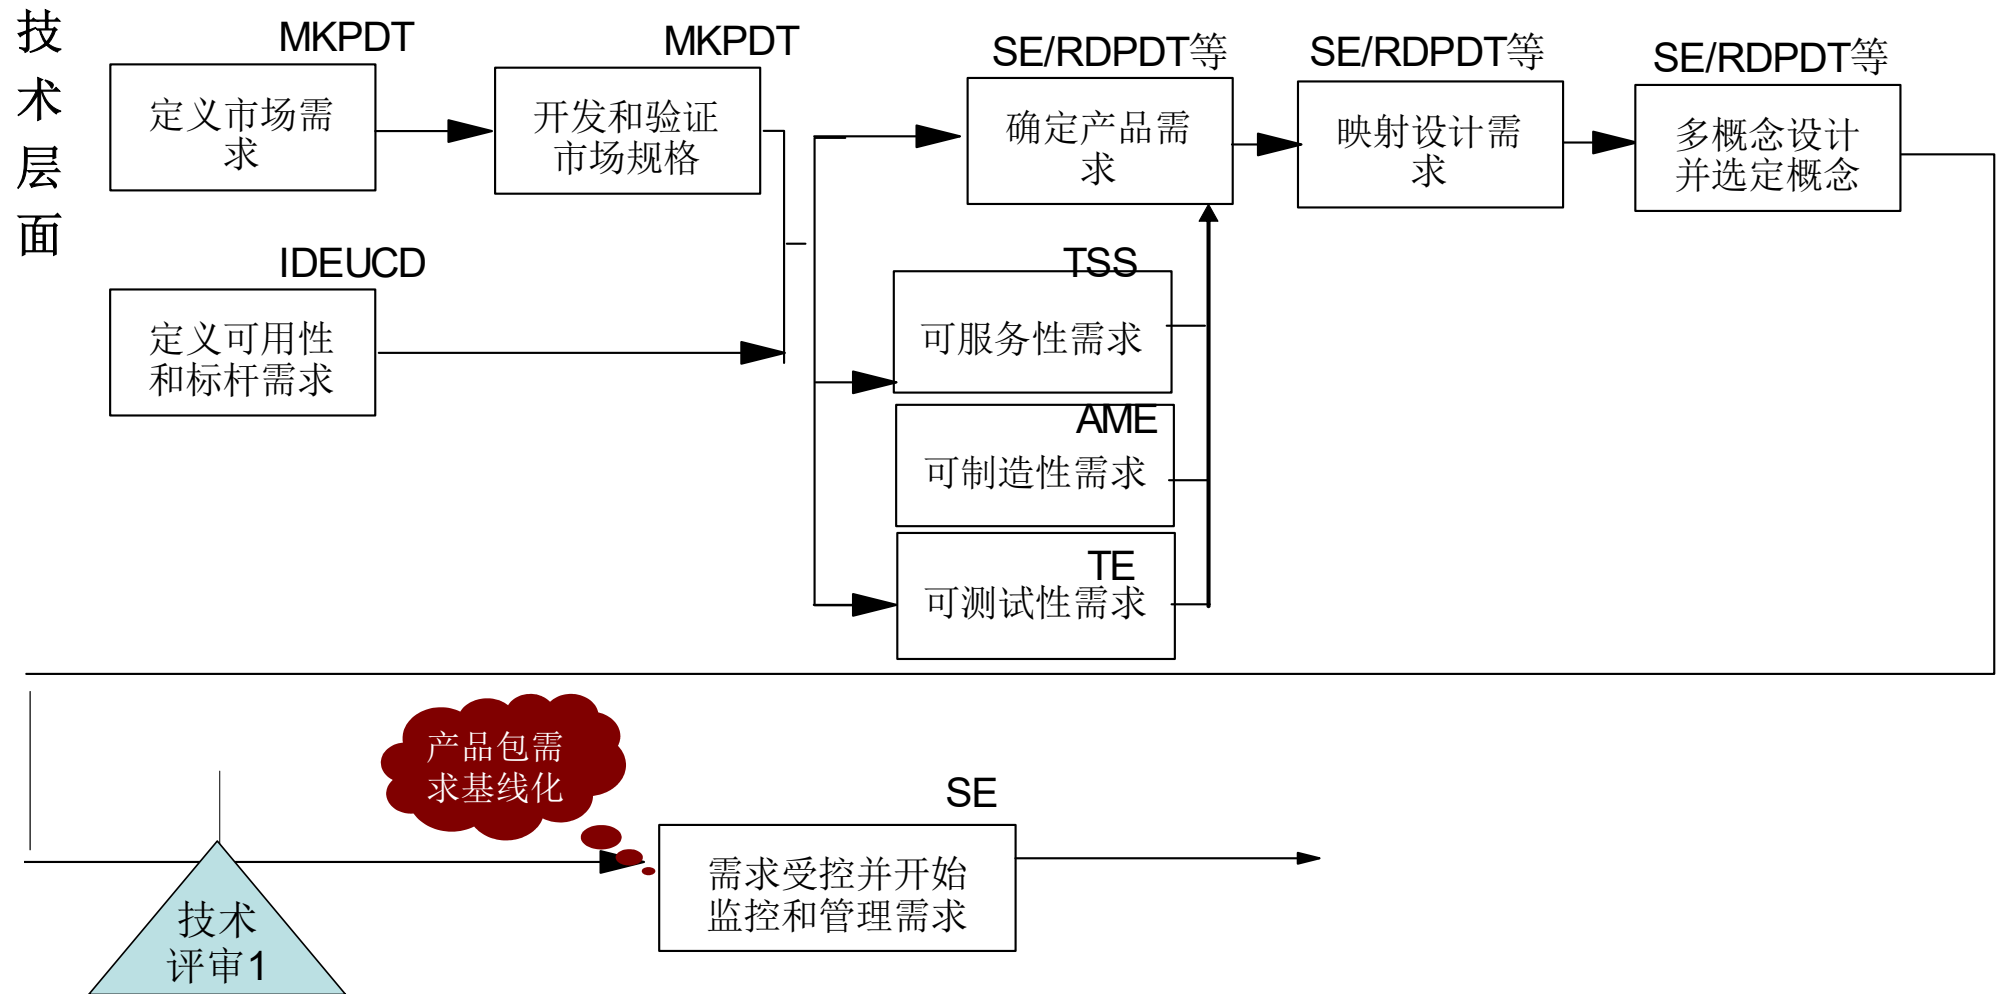 技
术
层
面
MKPDT
定义市场需
求
MKPDT
开发和验证
市场规格
SE/RDPDT等
确定产品需
求
SE/RDPDT等
映射设计需
求
SE/RDPDT等
多概念设计
并选定概念
IDEUCD
定义可用性
和标杆需求
TSS
可服务性需求
AME
可制造性需求
TE
可测试性需求
产品包需
求基线化
SE
需求受控并开始
监控和管理需求
技术
评审1